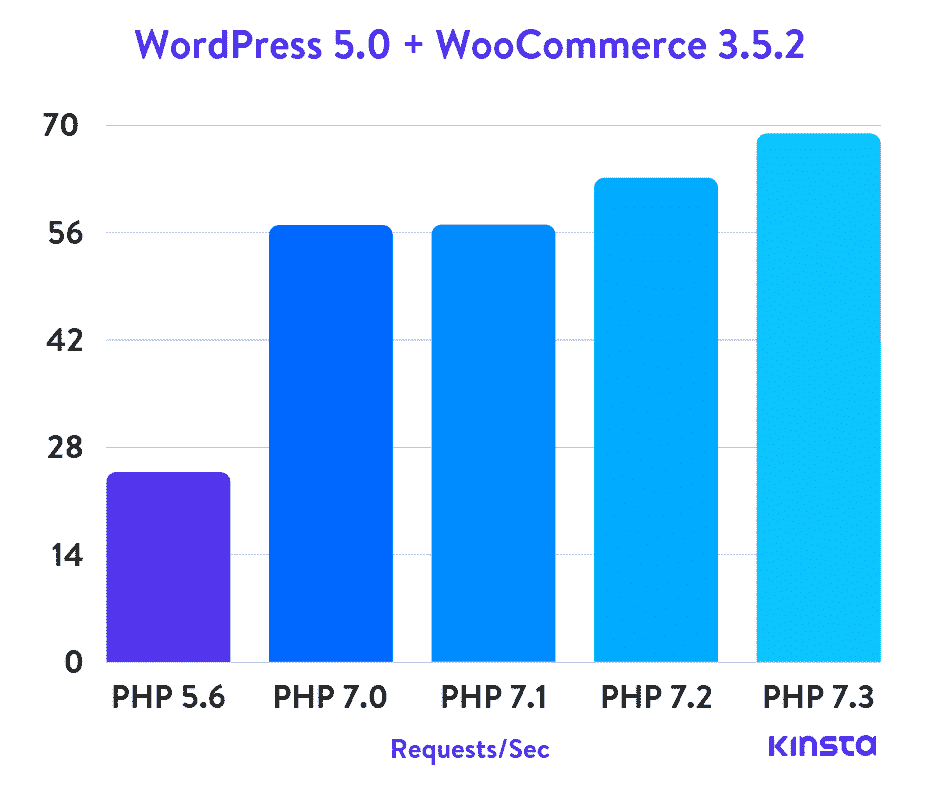 WordPress 5.0 + WooCommerce 3.5.2
70
56
42
28
14
0
PHP 5.6 PHP 7.0 PHP 7.1 PHP 7.2 PHP 7.3
Requests/Sec
KINSTA